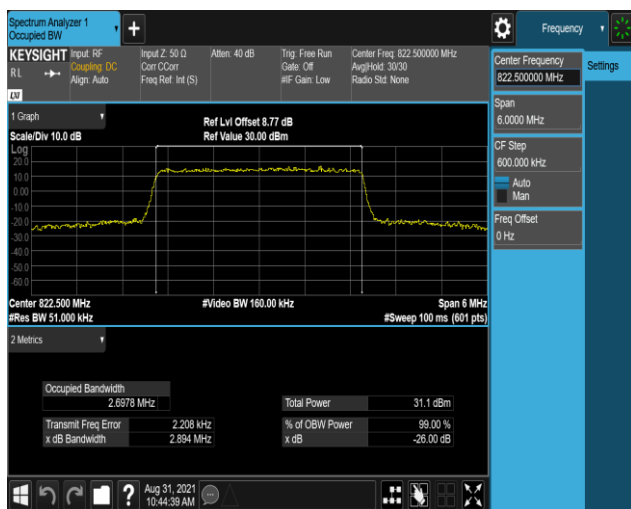 Spectrum Analyzer 1
Occupied BW
Frequency
KEYSIGHT
RL
LXI
Input: RF
Coupling: DC
Align: Auto
Input Z: 50 Ω
Corr CCorr
Freq Ref: Int (S)
Atten: 40 dB
Trig: Free Run
Gate: Off
#IF Gain: Low
Center Freq: 822.500000 MHz
Avg|Hold: 30/30
Radio Std: None
1 Graph
Scale/Div 10.0 dB
Ref Lvl Offset 8.77 dB
Ref Value 30.00 dBm
Log
20.0
10.0
0.00
-10.0
-20.0
-30.0
-40.0
-50.0
-60.0
Center 822.500 MHz
#Video BW 160.00 kHz
Span 6 MHz
#Res BW 51.000 kHz
#Sweep 100 ms (601 pts)
2 Metrics
Occupied Bandwidth
2.6978 MHz
Total Power 31.1 dBm
Transmit Freq Error 2.208 kHz
% of OBW Power 99.00 %
x dB Bandwidth 2.894 MHz
x dB -26.00 dB
Aug 31, 2021
10:44:39 AM
Center Frequency
822.500000 MHz
Settings
Span
6.0000 MHz
CF Step
600.000 kHz
Auto
Man
Freq Offset
0 Hz